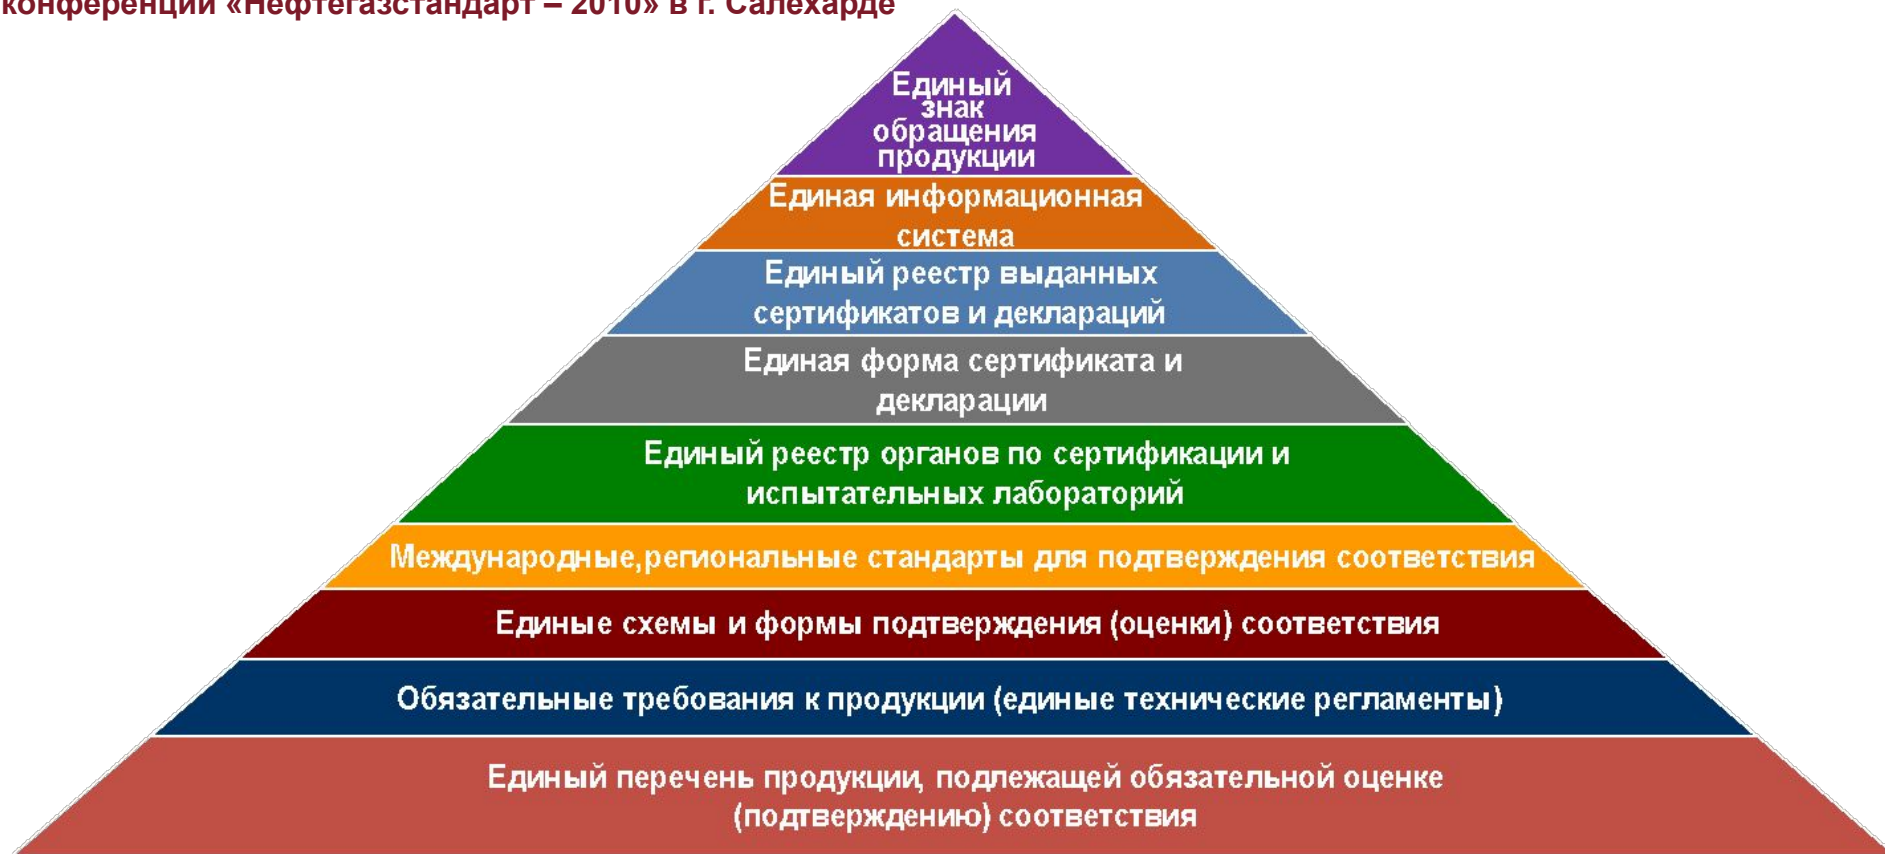 конференции «Нефтегазстандарт – 2010» в г. Салехарде
Единый
знак
обращения
продукции
Единая информационная
система
Единый реестр выданных
сертификатов и деклараций
Единая форма сертификата и
декларации
Единый реестр органов по сертификации и
испытательных лабораторий
Международные,региональные стандарты для подтверждения соответствия
Единые схемы и формы подтверждения (оценки) соответствия
Обязательные требования к продукции (единые технические регламенты)
Единый перечень продукции, подлежащей обязательной оценке
(подтверждению) соответствия